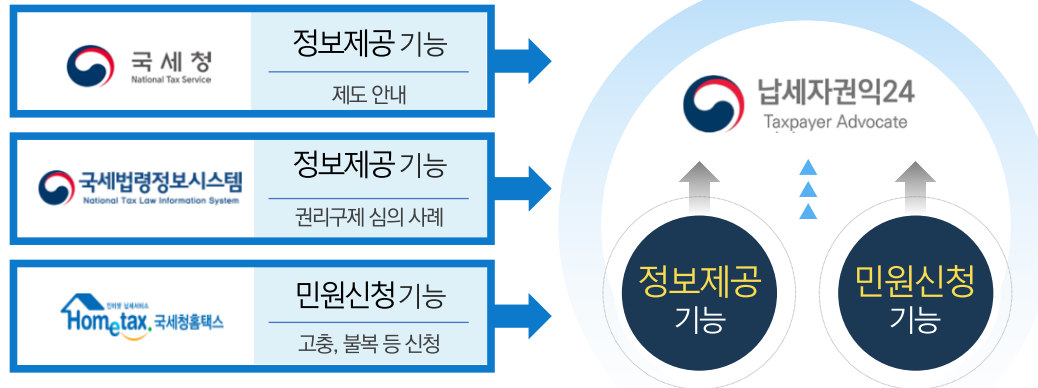 국세청
National Tax Service
정보제공 기능
제도 안내
국세법령정보시스템
National Tax Law Information System
정보제공 기능
권리구제 심의 사례
인터넷 납세서비스
Hometax. 국세청홈택스
민원신청 기능
고충, 불복 등 신청
납세자권익24
Taxpayer Advocate
정보제공
기능
민원신청
기능